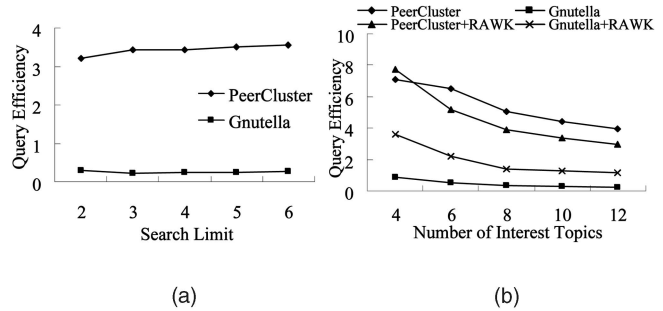 4
3
2
1
0
Query Efficiency
PeerCluster
Gnutella
2 3 4 5 6
Search Limit
(a)
PeerCluster Gnutella
PeerCluster+RAWK Gnutella+RAWK
10
8
6
4
2
0
Query Efficiency
4 6 8 10 12
Number of Interest Topics
(b)